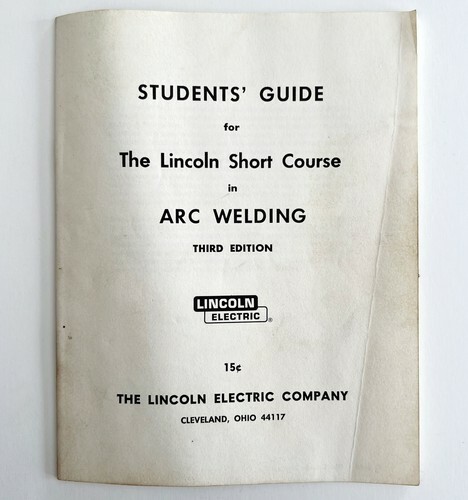 STUDENTS' GUIDE
for
The Lincoln Short Course
in
ARC WELDING
THIRD EDITION
LINCOLN
ELECTRIC ®
15¢
THE LINCOLN ELECTRIC COMPANY
CLEVELAND, OHIO 44117